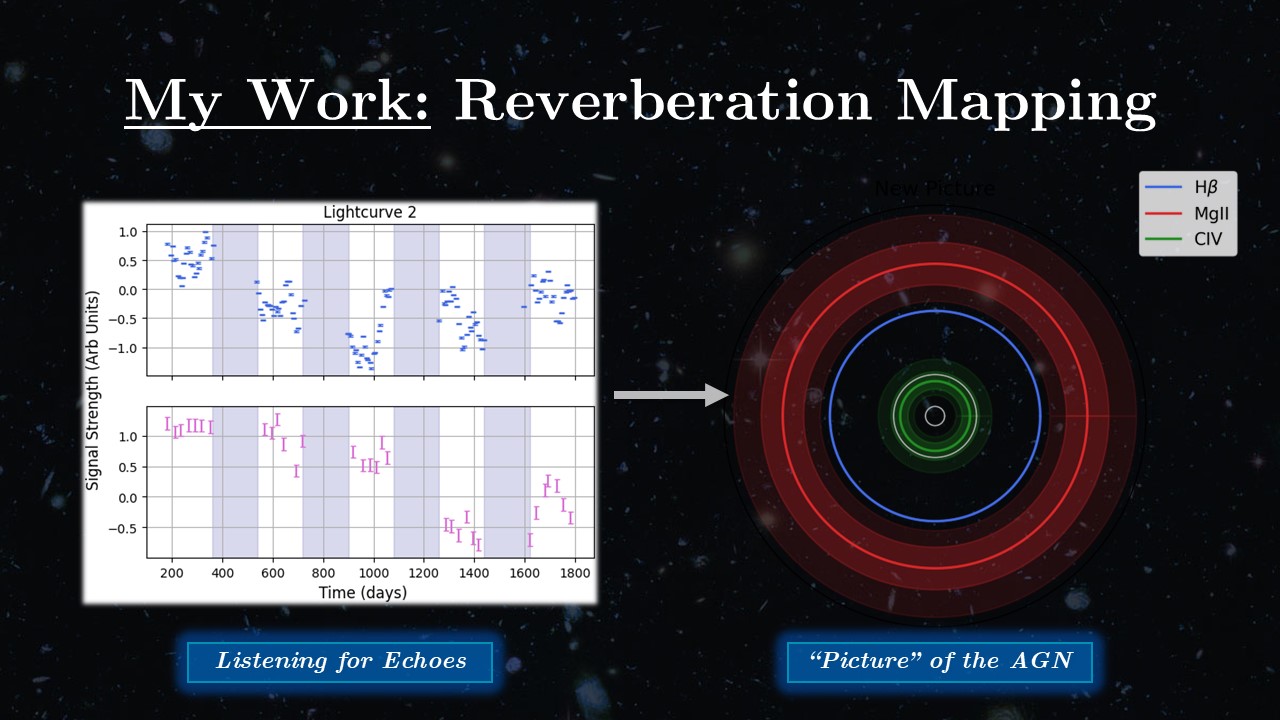 My Work: Reverberation Mapping
Lightcurve 2
Signal Strength (Arb Units)
1.0
0.5
0.0
−0.5
−1.0
1.0
0.5
0.0
−0.5
200 400 600 800 1000 1200 1400 1600 1800
Time (days)
Listening for Echoes
New Picture
Hβ
MgII
CIV
“Picture” of the AGN